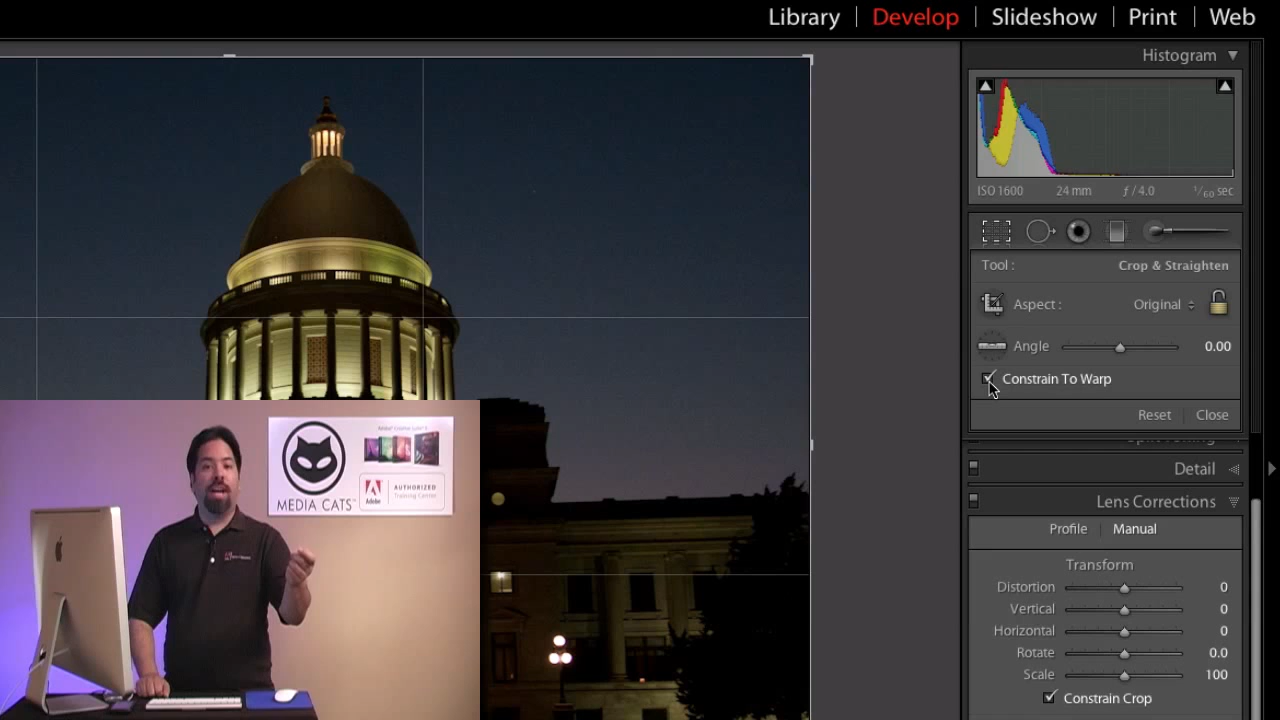 Library | Develop | Slideshow | Print | Web
Histogram
ISO 1600 24 mm ƒ / 4.0 1/60 sec
Tool : Crop & Straighten
Aspect : Original
Angle 0.00
Constrain To Warp
Reset Close
Detail
Lens Corrections
Profile | Manual
Transform
Distortion 0
Vertical 0
Horizontal 0
Rotate 0.0
Scale 100
Constrain Crop
MEDIA CATS™
Adobe
AUTHORIZED
Training Center